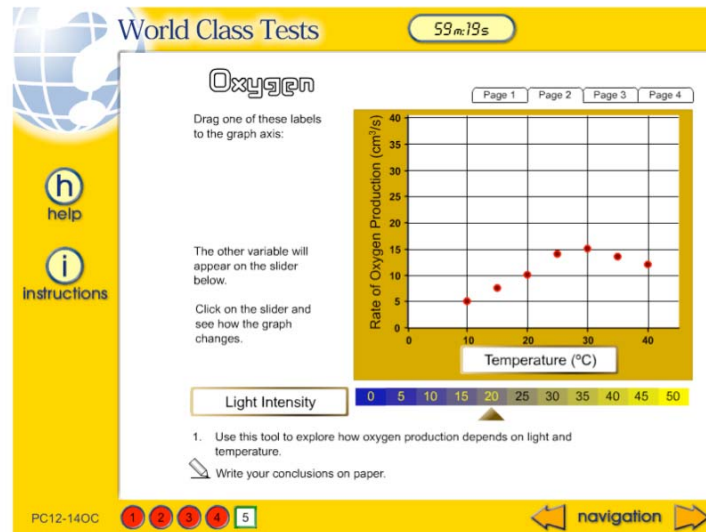 World Class Tests
59m:19s
Oxygen
Page 1 Page 2 Page 3 Page 4
Drag one of these labels
to the graph axis:
h
help
i
instructions
The other variable will
appear on the slider
below.
Click on the slider and
see how the graph
changes.
Rate of Oxygen Production (cm³/s)
40
35
30
25
20
15
10
5
0
0 10 20 30 40
Temperature (ºC)
Light Intensity
0 5 10 15 20 25 30 35 40 45 50
1. Use this tool to explore how oxygen production depends on light and
temperature.
Write your conclusions on paper.
PC12-14OC 1 2 3 4 5 navigation